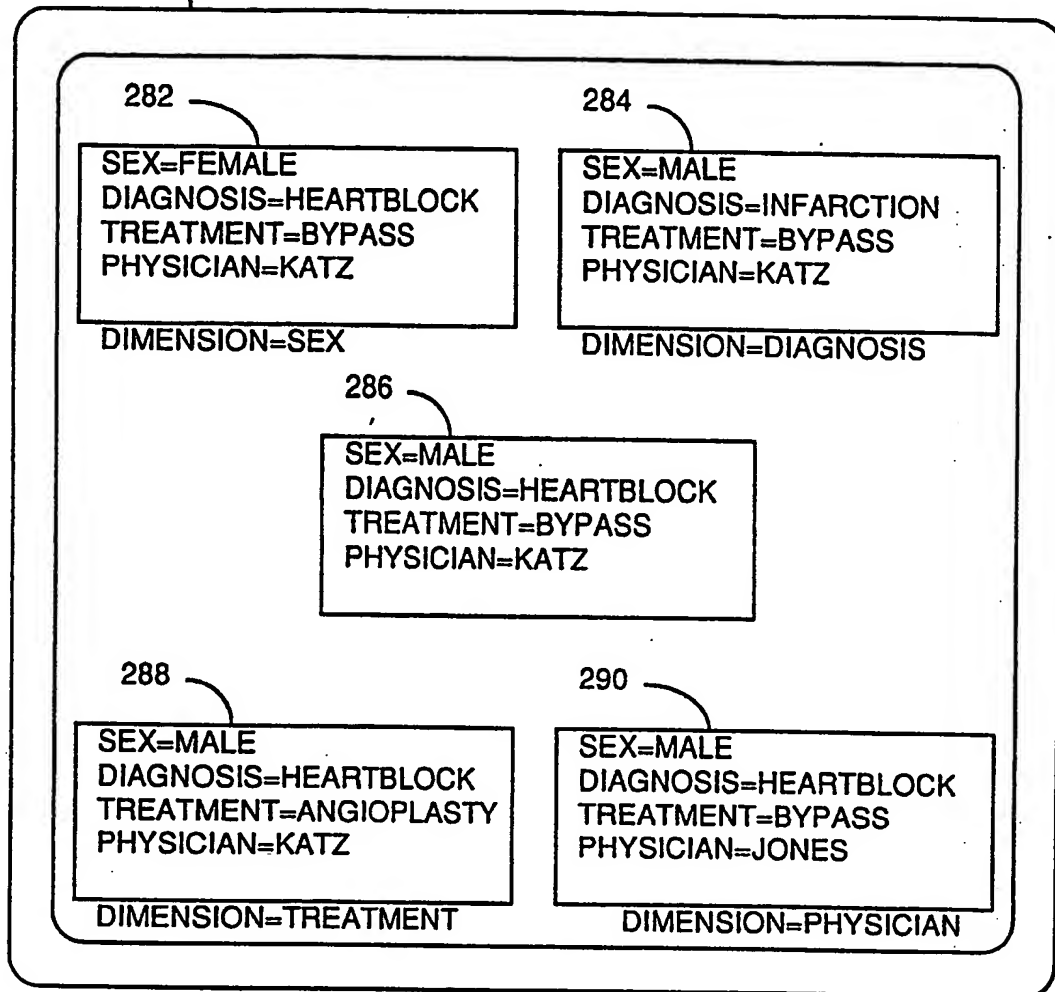 282
SEX=FEMALE
DIAGNOSIS=HEARTBLOCK
TREATMENT=BYPASS
PHYSICIAN=KATZ
DIMENSION=SEX
284
SEX=MALE
DIAGNOSIS=INFARCTION
TREATMENT=BYPASS
PHYSICIAN=KATZ
DIMENSION=DIAGNOSIS
286
SEX=MALE
DIAGNOSIS=HEARTBLOCK
TREATMENT=BYPASS
PHYSICIAN=KATZ
288
SEX=MALE
DIAGNOSIS=HEARTBLOCK
TREATMENT=ANGIOPLASTY
PHYSICIAN=KATZ
DIMENSION=TREATMENT
290
SEX=MALE
DIAGNOSIS=HEARTBLOCK
TREATMENT=BYPASS
PHYSICIAN=JONES
DIMENSION=PHYSICIAN